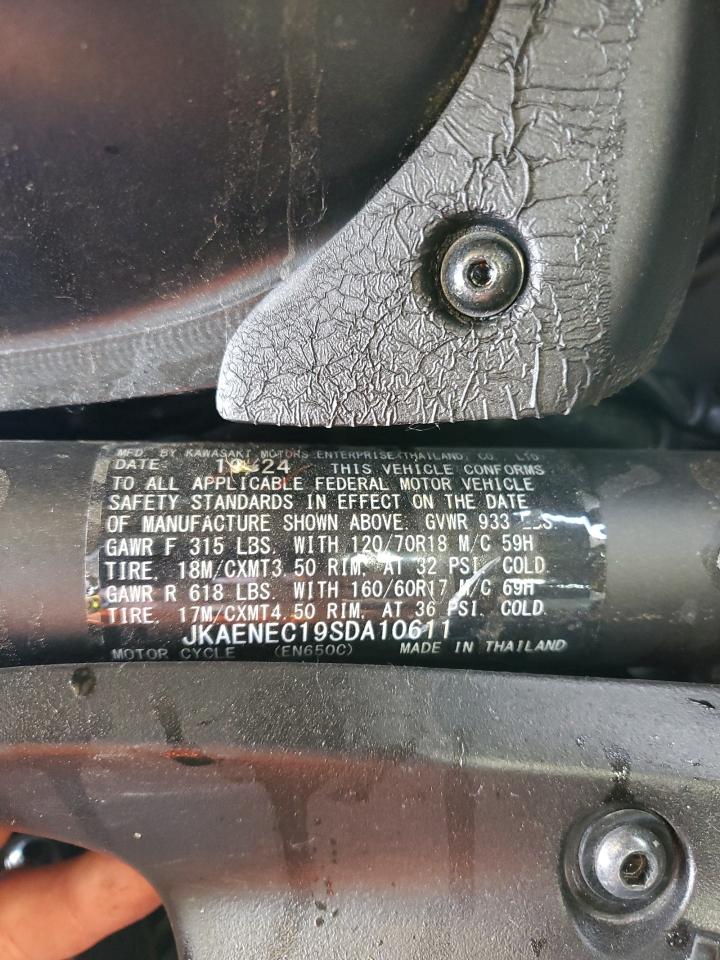 MFD. BY KAWASAKI MOTORS ENTERPRISE(THAILAND) CO., LTD.
DATE 10 24 THIS VEHICLE CONFORMS
TO ALL APPLICABLE FEDERAL MOTOR VEHICLE
SAFETY STANDARDS IN EFFECT ON THE DATE
OF MANUFACTURE SHOWN ABOVE. GVWR 933 LBS.
GAWR F 315 LBS. WITH 120/70R18 M/C 59H
TIRE. 18M/CXMT3.50 RIM, AT 32 PSI. COLD.
GAWR R 618 LBS. WITH 160/60R17 M/C 69H
TIRE. 17M/CXMT4.50 RIM, AT 36 PSI. COLD.
JKAENEC19SDA10611
MOTOR CYCLE (EN650C) MADE IN THAILAND